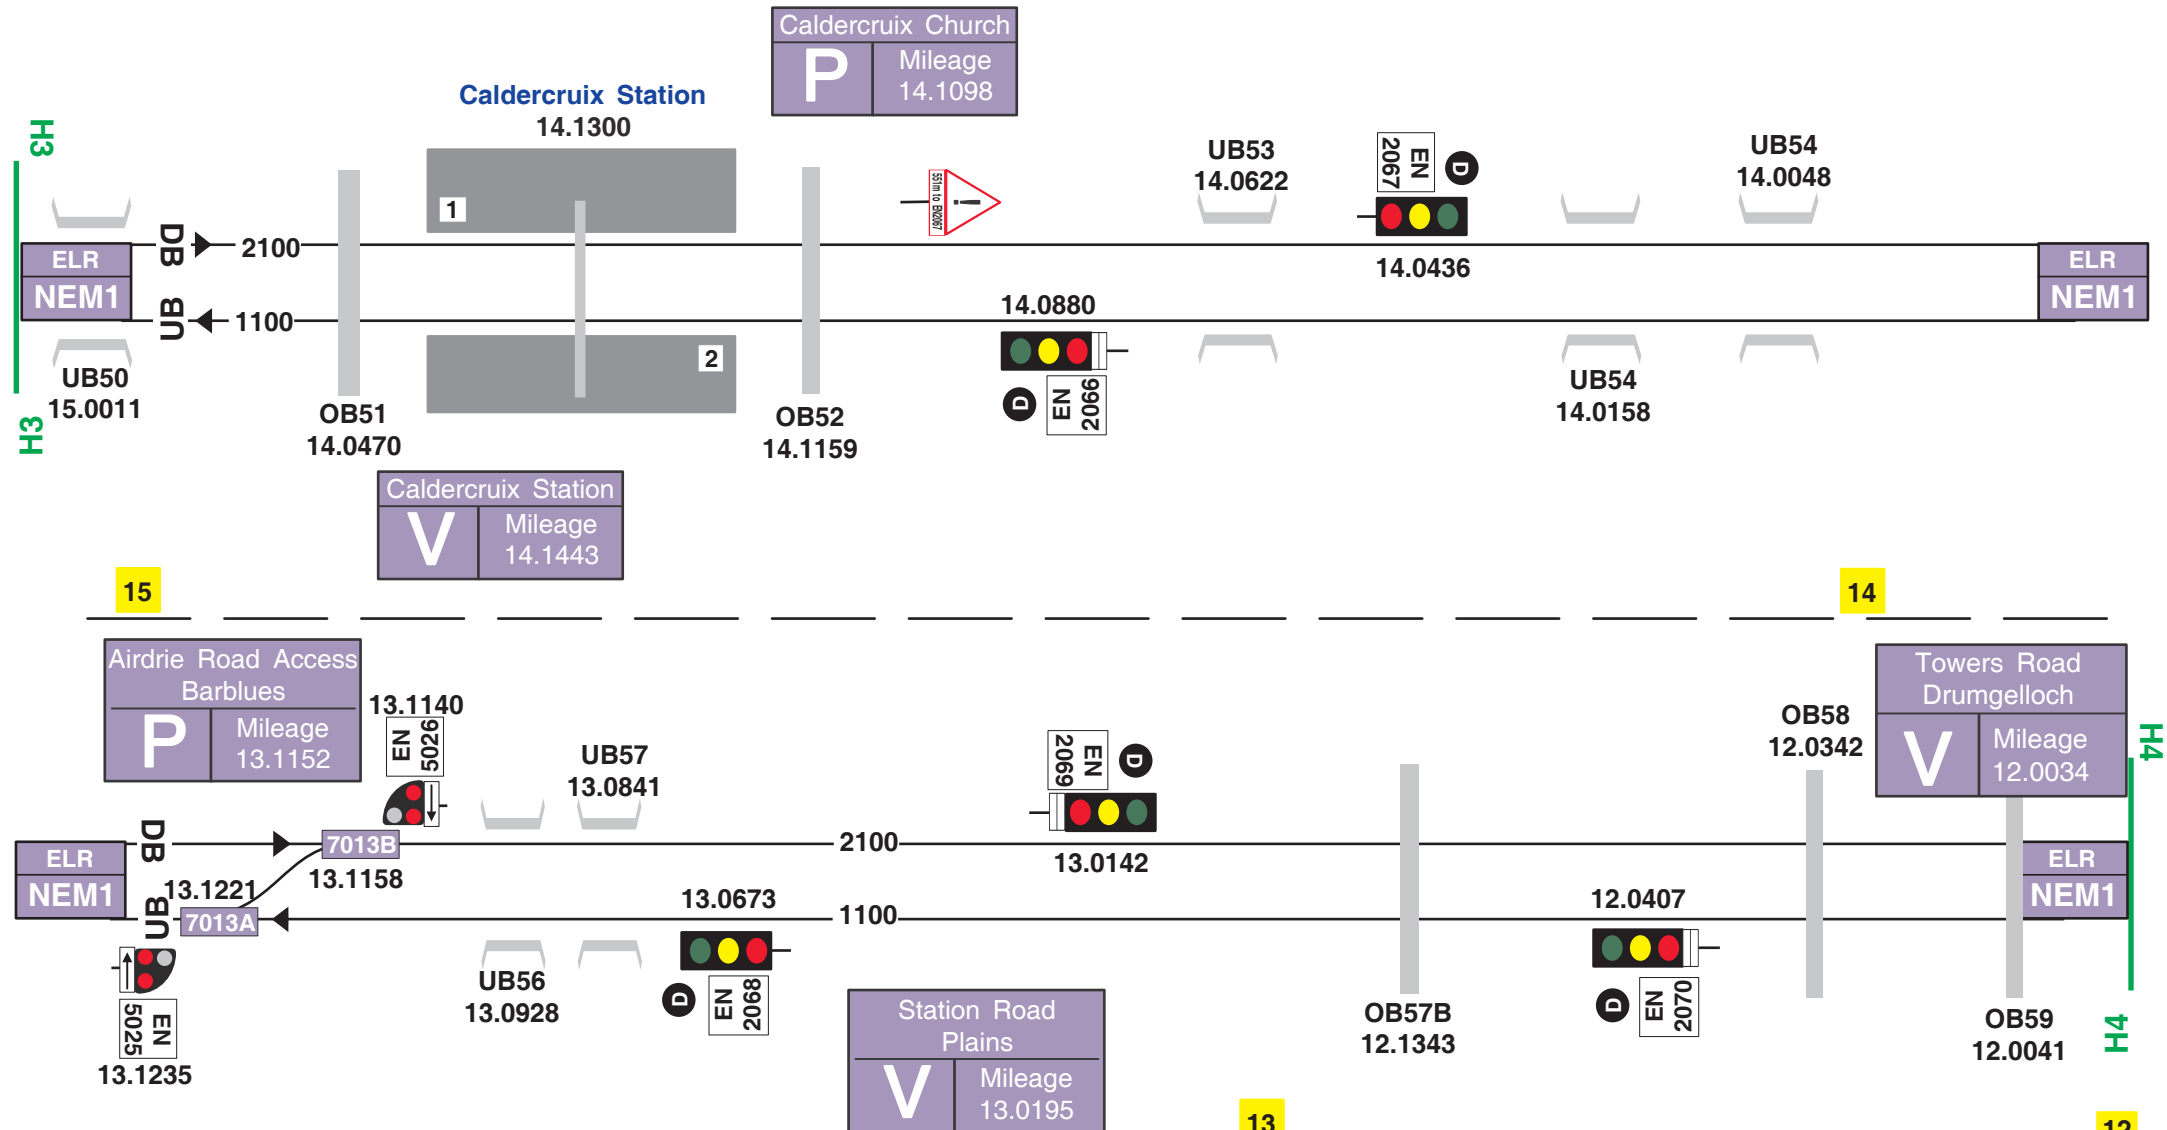 Caldercruix Church
P
Mileage
14.1098
Caldercruix Station
14.1300
H3
H3
1
2
551m to EN2067
!
UB53
14.0622
EN
2067
D
UB54
14.0048
ELR
NEM1
DB
2100
UB
1100
14.0436
14.0880
ELR
NEM1
UB50
15.0011
OB51
14.0470
OB52
14.1159
D
EN
2066
UB54
14.0158
Caldercruix Station
V
Mileage
14.1443
15
14
Airdrie Road Access
Barblues
P
Mileage
13.1152
13.1140
EN
5026
UB57
13.0841
EN
2069
D
OB58
12.0342
Towers Road
Drumgelloch
V
Mileage
12.0034
H4
H4
ELR
NEM1
DB
7013B
13.1158
2100
13.0142
13.1221
UB
7013A
13.0673
1100
12.0407
ELR
NEM1
EN
5025
13.1235
UB56
13.0928
D
EN
2068
Station Road
Plains
V
Mileage
13.0195
OB57B
12.1343
D
EN
2070
OB59
12.0041
13
12